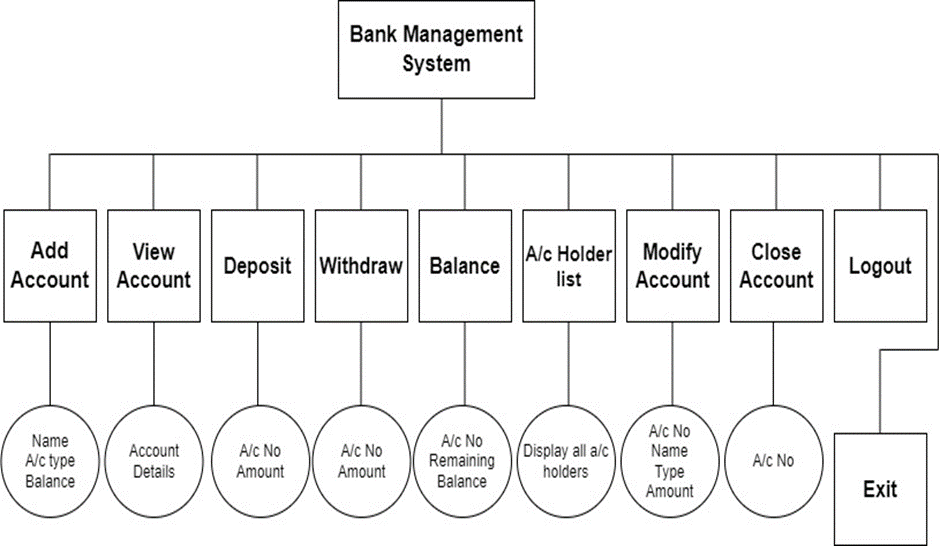 Bank Management
System
Add
Account
View
Account
Deposit
Withdraw
Balance
A/c Holder
list
Modify
Account
Close
Account
Logout
Name
A/c type
Balance
Account
Details
A/c No
Amount
A/c No
Amount
A/c No
Remaining
Balance
Display all a/c
holders
A/c No
Name
Type
Amount
A/c No
Exit